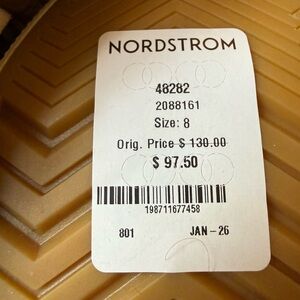 NORDSTROM
48282
2088161
Size: 8
Orig. Price $ 130.00
$ 97.50
198711677458
801 JAN-26